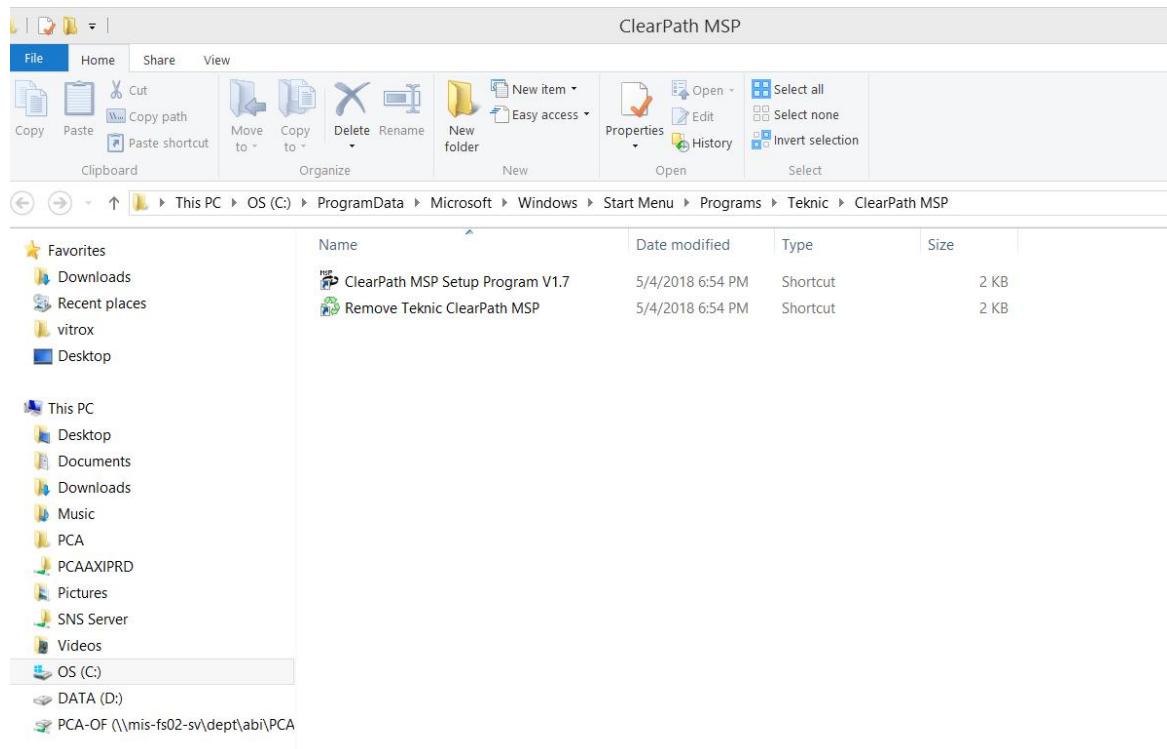 ClearPath MSP
File Home Share View
Copy
Paste
Cut
Copy path
Paste shortcut
Clipboard
Move to
Copy to
Delete
Rename
Organize
New folder
New item
Easy access
New
Properties
Open
Edit
History
Open
Select all
Select none
Invert selection
Select
This PC OS (C:) ProgramData Microsoft Windows Start Menu Programs Teknic ClearPath MSP
Favorites
Downloads
Recent places
vitrox
Desktop
This PC
Desktop
Documents
Downloads
Music
PCA
PCAAXIPRD
Pictures
SNS Server
Videos
OS (C:)
DATA (D:)
PCA-OF (\\mis-fs02-sv\dept\abi\PCA
Name Date modified Type Size
MSP
ClearPath MSP Setup Program V1.7 5/4/2018 6:54 PM Shortcut 2 KB
Remove Teknic ClearPath MSP 5/4/2018 6:54 PM Shortcut 2 KB